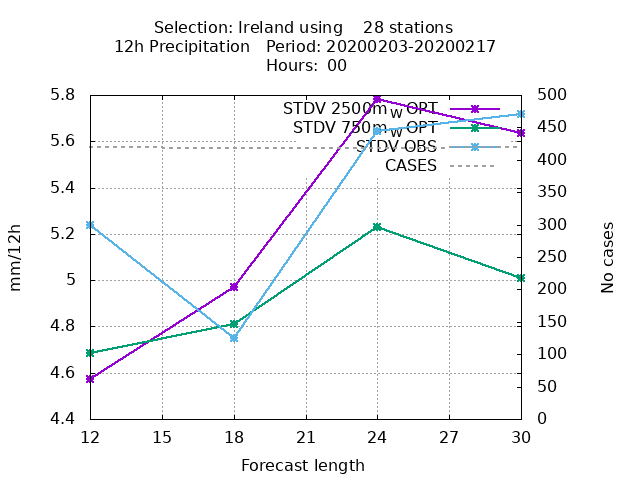 Selection: Ireland using    28 stations
12h Precipitation   Period: 20200203-20200217
Hours:  00
5.8
5.6
5.4
5.2
5
4.8
4.6
4.4
mm/12h
STDV 2500m_W OPT
STDV 750m_W OPT
STDV OBS
CASES
500
450
400
350
300
250
200
150
100
50
0
No cases
12 15 18 21 24 27 30
Forecast length